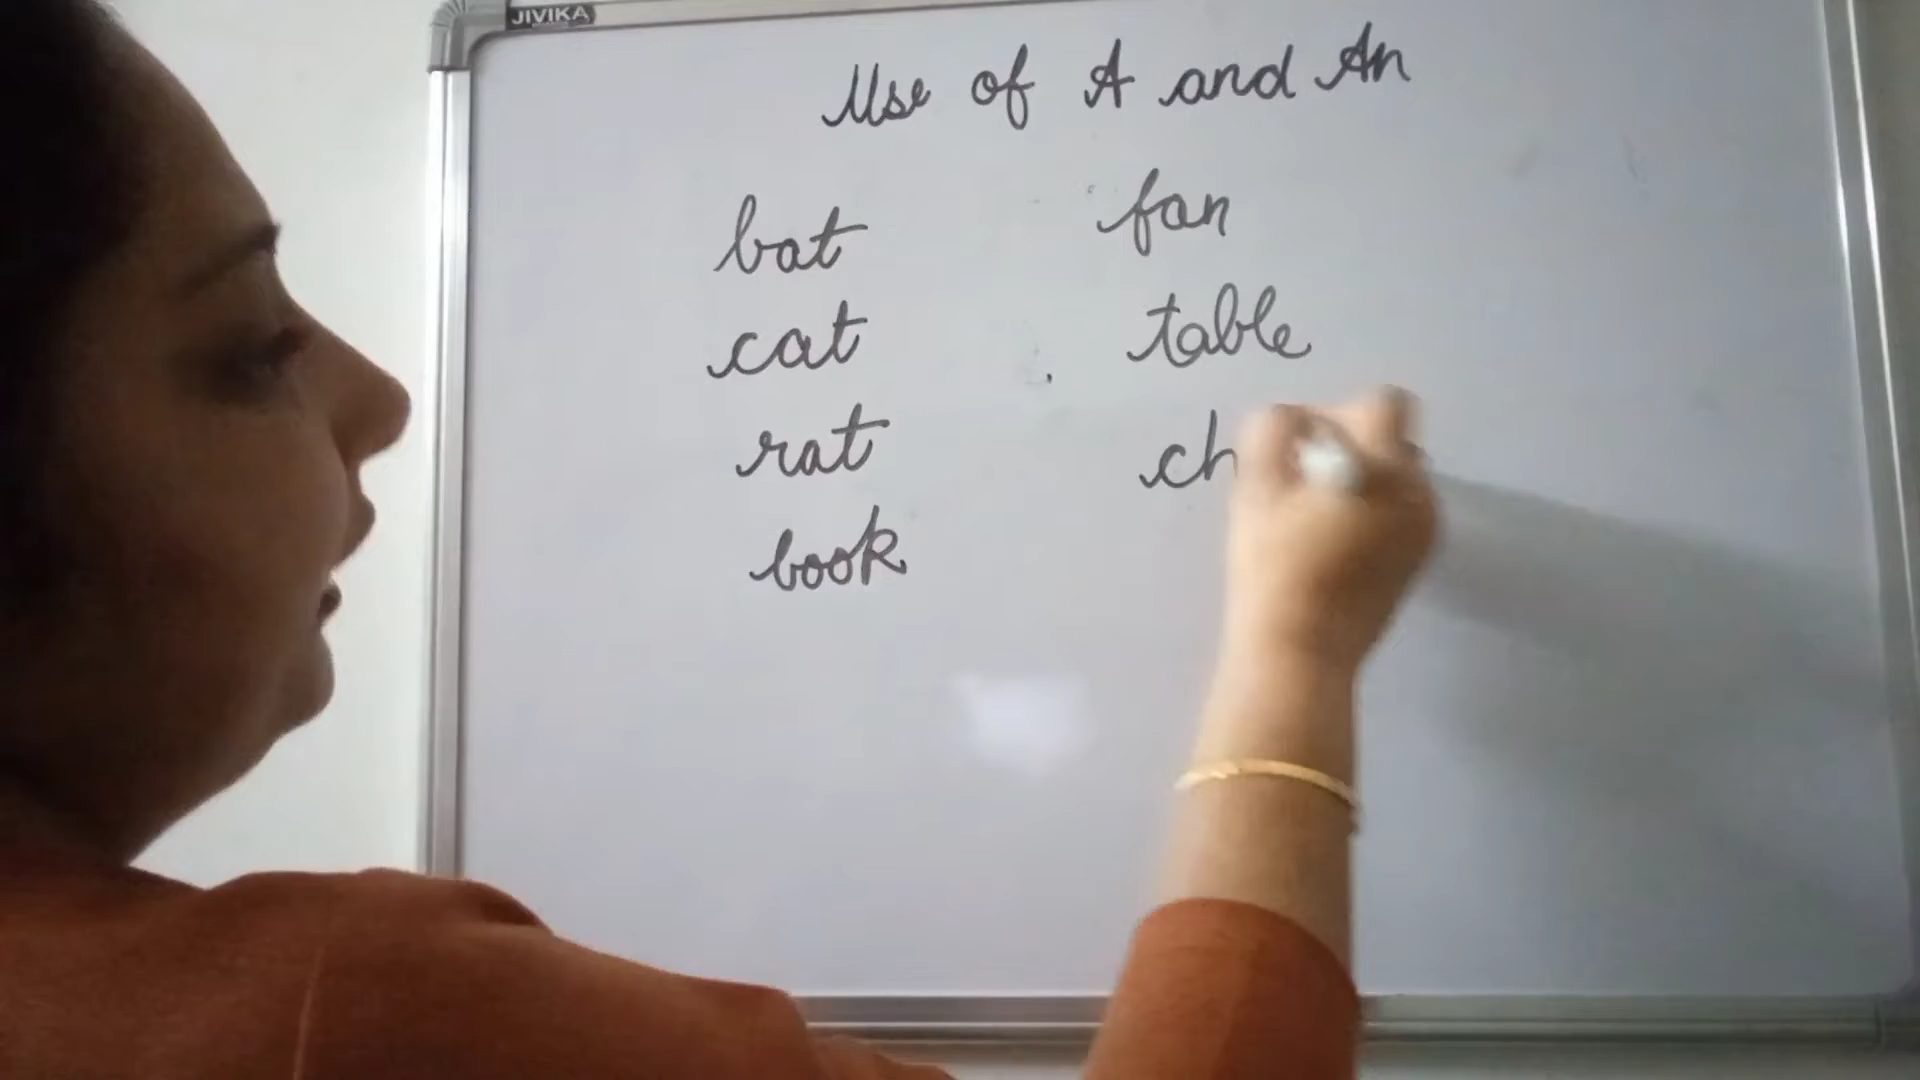 JIVIKA
Use of A and An
bat
cat
rat
book
fan
table
ch